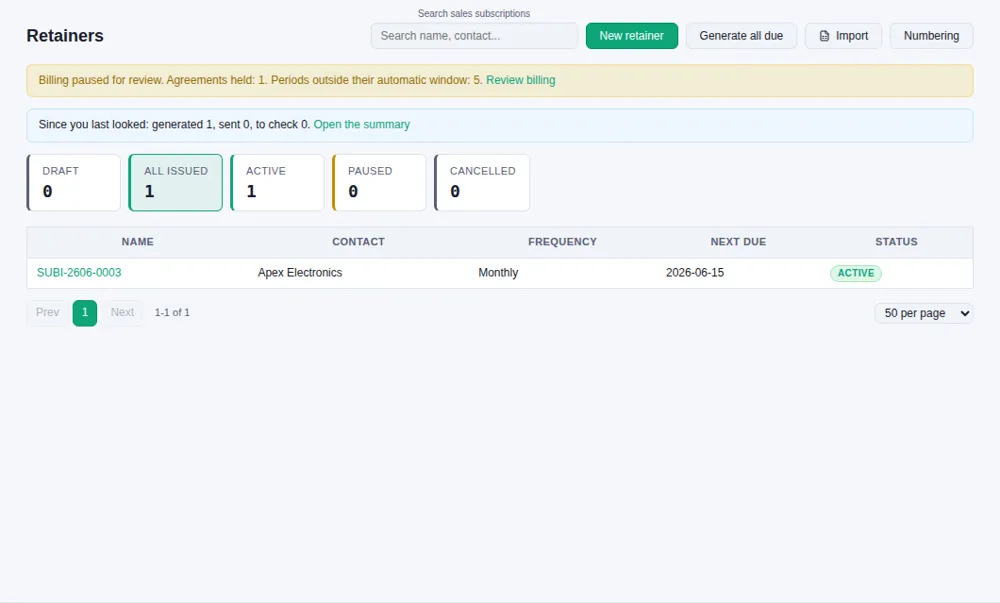 Search sales subscriptions
Retainers
Search name, contact...
New retainer
Generate all due
Import
Numbering
Billing paused for review. Agreements held: 1. Periods outside their automatic window: 5. Review billing
Since you last looked: generated 1, sent 0, to check 0. Open the summary
DRAFT
0
ALL ISSUED
1
ACTIVE
1
PAUSED
0
CANCELLED
0
NAME CONTACT FREQUENCY NEXT DUE STATUS
SUBI-2606-0003 Apex Electronics Monthly 2026-06-15 ACTIVE
Prev 1 Next 1-1 of 1 50 per page